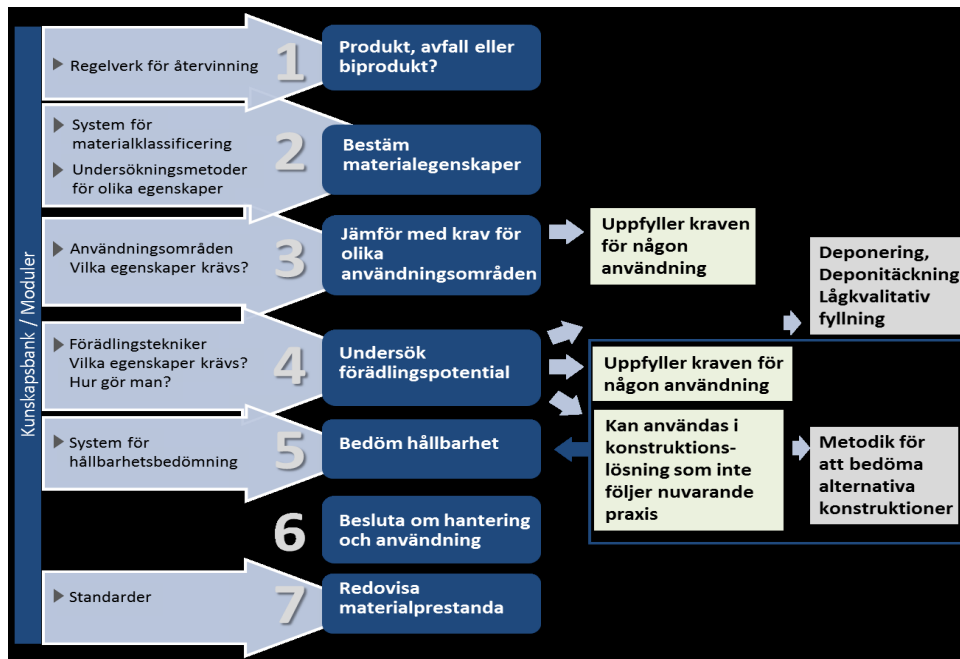 Kunskapsbank / Moduler
Regelverk för återvinning
1
Produkt, avfall eller
biprodukt?
System för
materialklassificering
Undersökningsmetoder
för olika egenskaper
2
Bestäm
materialegenskaper
Användningsområden
Vilka egenskaper krävs?
3
Jämför med krav för
olika
användningsområden
Uppfyller kraven
för någon
användning
Deponering,
Deponitäckning
Lågkvalitativ
fyllning
Förädlingstekniker
Vilka egenskaper krävs?
Hur gör man?
4
Undersök
förädlingspotential
Uppfyller kraven för
någon användning
System för
hållbarhetsbedömning
5
Bedöm hållbarhet
Kan användas i
konstruktions-
lösning som inte
följer nuvarande
praxis
Metodik för
att bedöma
alternativa
konstruktioner
6
Besluta om hantering
och användning
Standarder
7
Redovisa
materialprestanda